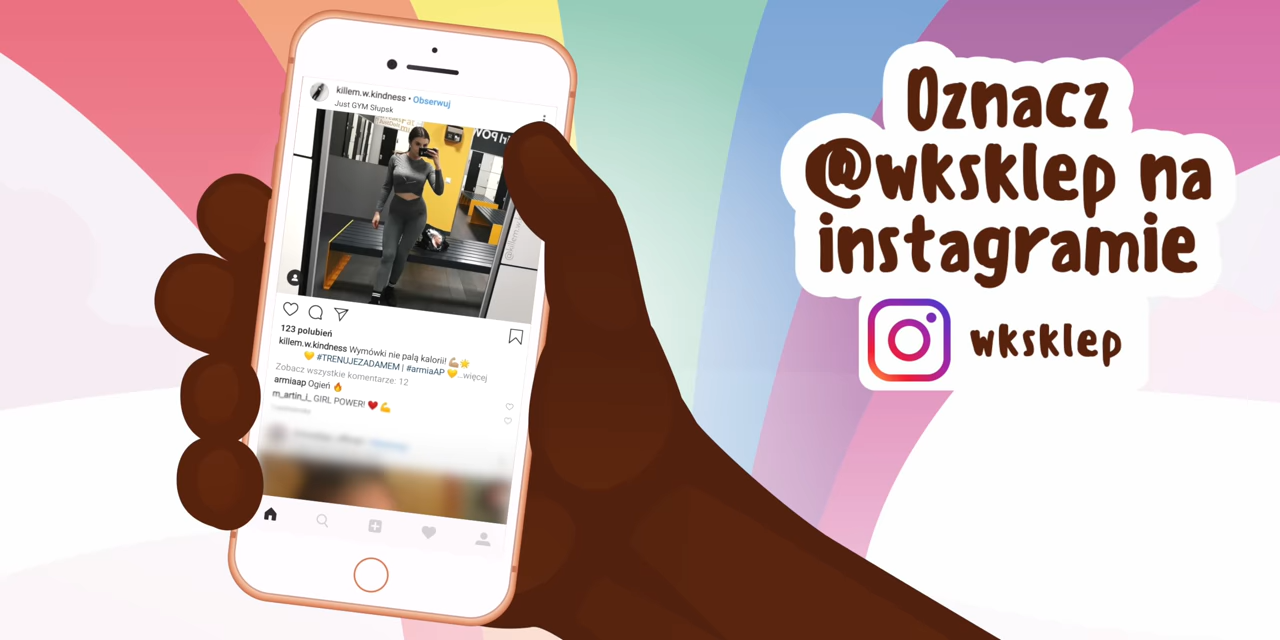 killem.w.kindness • Obserwuj
Just GYM Słupsk
123 polubień
killem.w.kindness Wymówki nie palą kalorii! 💪⭐
💛 #TRENUJEZADAMEM | #armiaAP 💛...więcej
Zobacz wszystkie komentarze: 12
armiaap Ogień 🔥
m_artin_i_ GIRL POWER! ❤️💪
Oznacz
@wksklep na
instagramie
wksklep